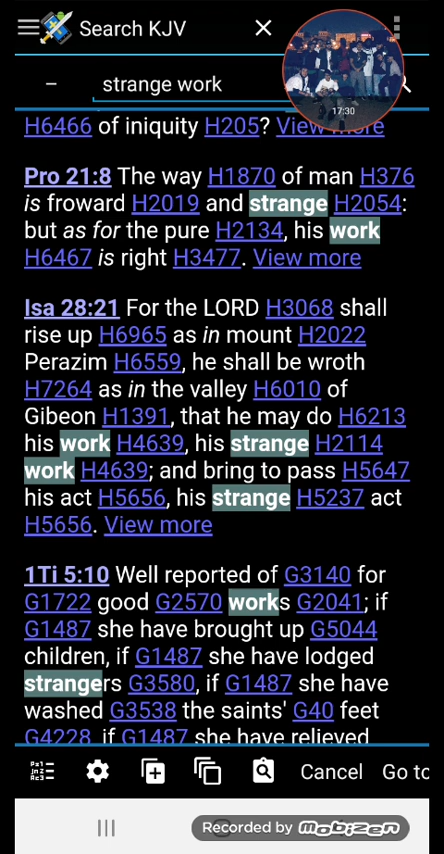 Search KJV
strange work
17:30
H6466 of iniquity H205? View more
Pro 21:8 The way H1870 of man H376
is froward H2019 and strange H2054:
but as for the pure H2134, his work
H6467 is right H3477. View more
Isa 28:21 For the LORD H3068 shall
rise up H6965 as in mount H2022
Perazim H6559, he shall be wroth
H7264 as in the valley H6010 of
Gibeon H1391, that he may do H6213
his work H4639, his strange H2114
work H4639; and bring to pass H5647
his act H5656, his strange H5237 act
H5656. View more
1Ti 5:10 Well reported of G3140 for
G1722 good G2570 works G2041; if
G1487 she have brought up G5044
children, if G1487 she have lodged
strangers G3580, if G1487 she have
washed G3538 the saints' G40 feet
G4228, if G1487 she have relieved
Cancel Go to
Recorded by Mobizen